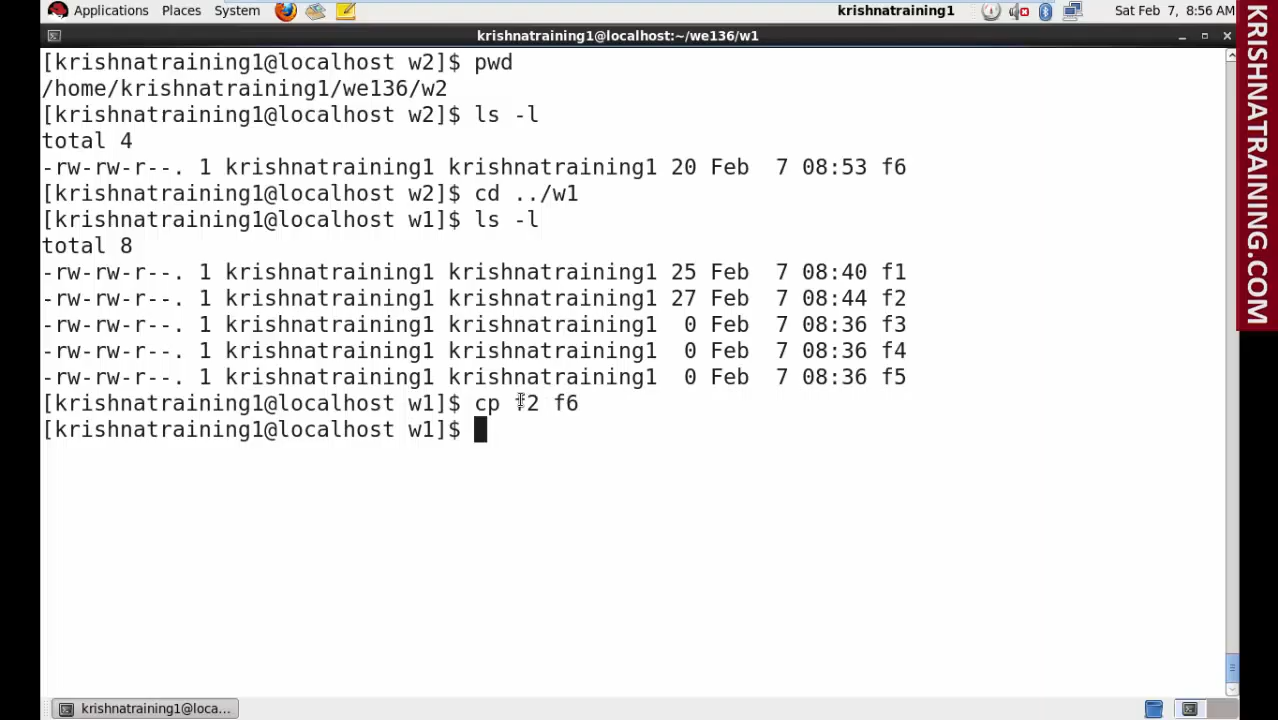 Applications Places System krishnatraining1 Sat Feb 7, 8:56 AM
krishnatraining1@localhost:~/we136/w1
[krishnatraining1@localhost w2]$ pwd
/home/krishnatraining1/we136/w2
[krishnatraining1@localhost w2]$ ls -l
total 4
-rw-rw-r--. 1 krishnatraining1 krishnatraining1 20 Feb  7 08:53 f6
[krishnatraining1@localhost w2]$ cd ../w1
[krishnatraining1@localhost w1]$ ls -l
total 8
-rw-rw-r--. 1 krishnatraining1 krishnatraining1 25 Feb  7 08:40 f1
-rw-rw-r--. 1 krishnatraining1 krishnatraining1 27 Feb  7 08:44 f2
-rw-rw-r--. 1 krishnatraining1 krishnatraining1  0 Feb  7 08:36 f3
-rw-rw-r--. 1 krishnatraining1 krishnatraining1  0 Feb  7 08:36 f4
-rw-rw-r--. 1 krishnatraining1 krishnatraining1  0 Feb  7 08:36 f5
[krishnatraining1@localhost w1]$ cp f2 f6
[krishnatraining1@localhost w1]$
krishnatraining1@loca...
KRISHNATRAINING.COM